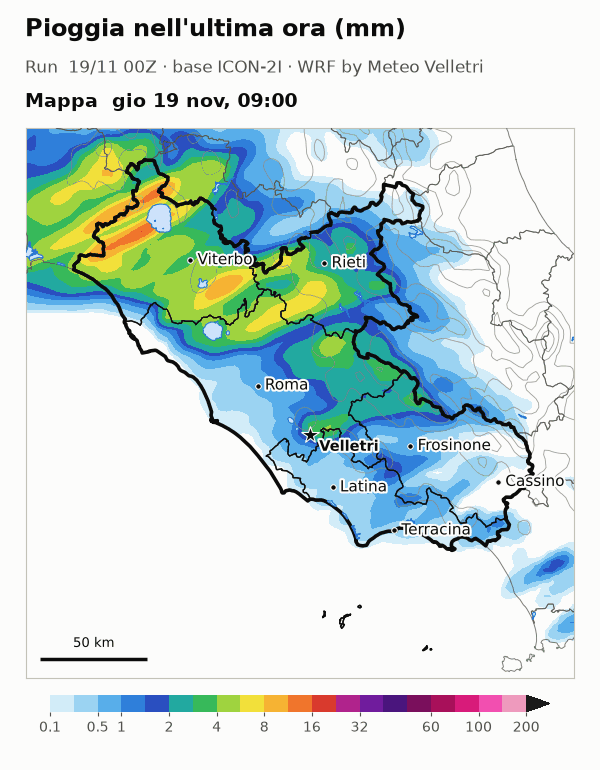 Pioggia nell'ultima ora (mm)
Run 19/11 00Z · base ICON-2I · WRF by Meteo Velletri
Mappa gio 19 nov, 09:00
Viterbo
Rieti
Roma
Velletri
Frosinone
Latina
Cassino
Terracina
50 km
0.1 0.5 1 2 4 8 16 32 60 100 200